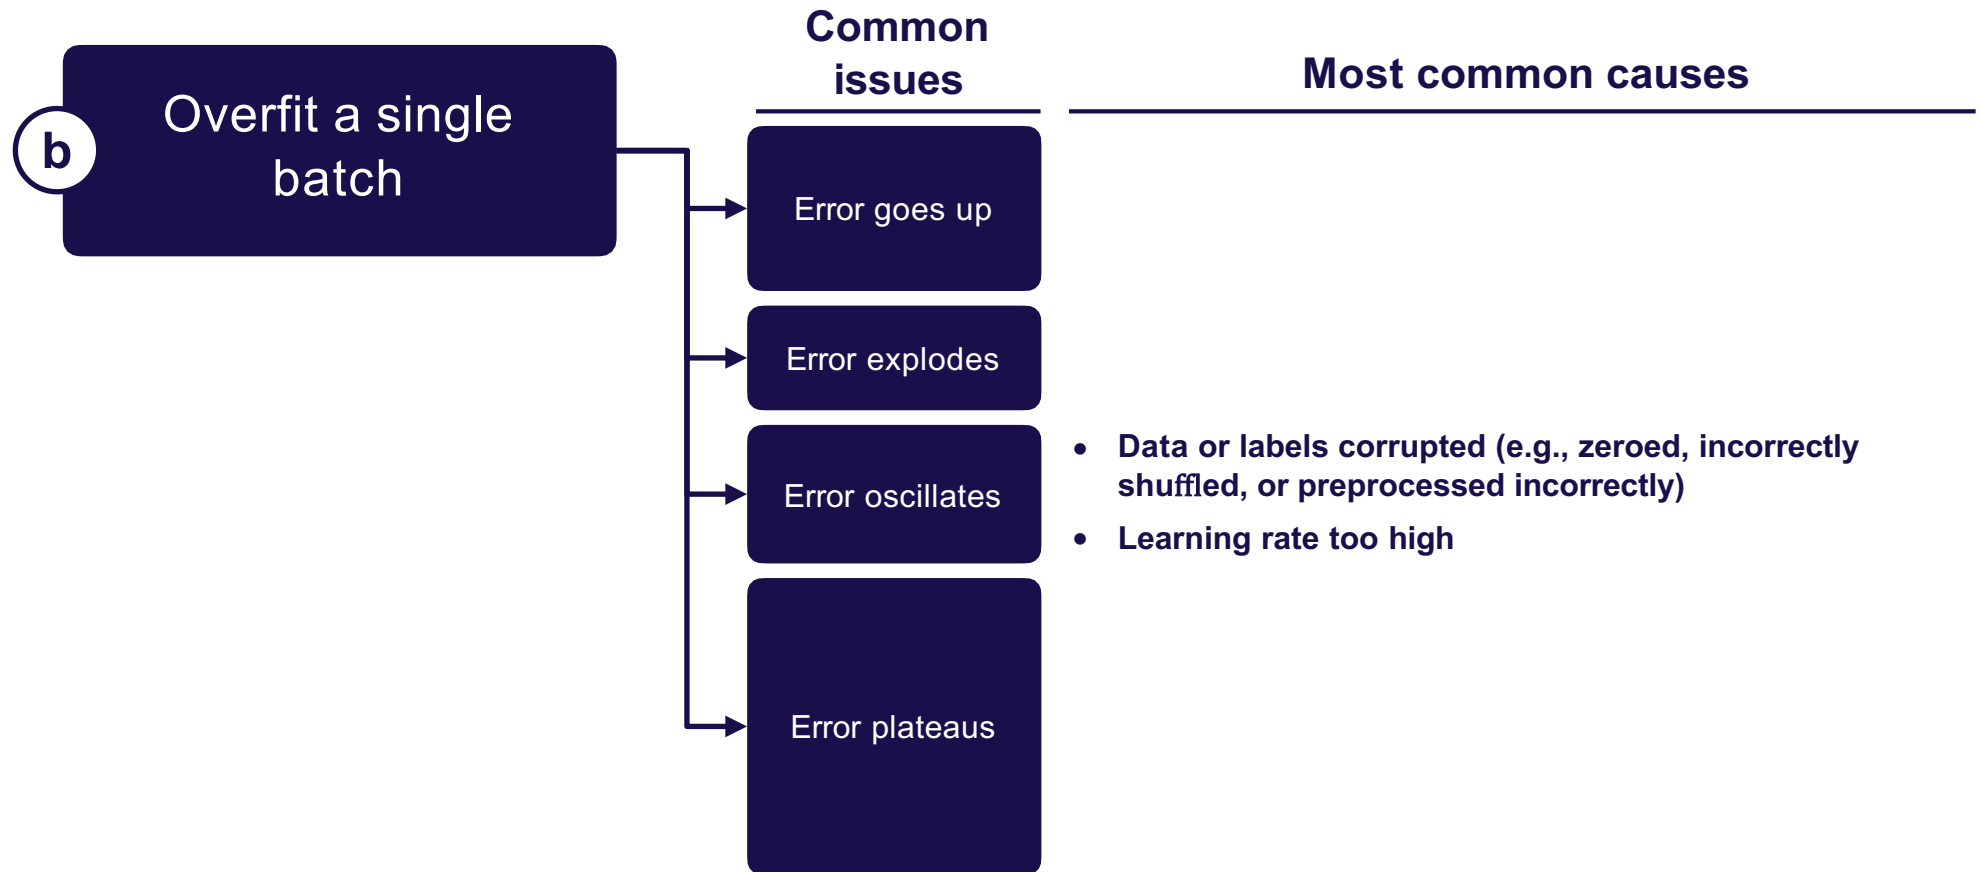 b
Overfit a single
batch
Common
issues
Most common causes
Error goes up
Error explodes
Error oscillates
• Data or labels corrupted (e.g., zeroed, incorrectly
shuffled, or preprocessed incorrectly)
• Learning rate too high
Error plateaus